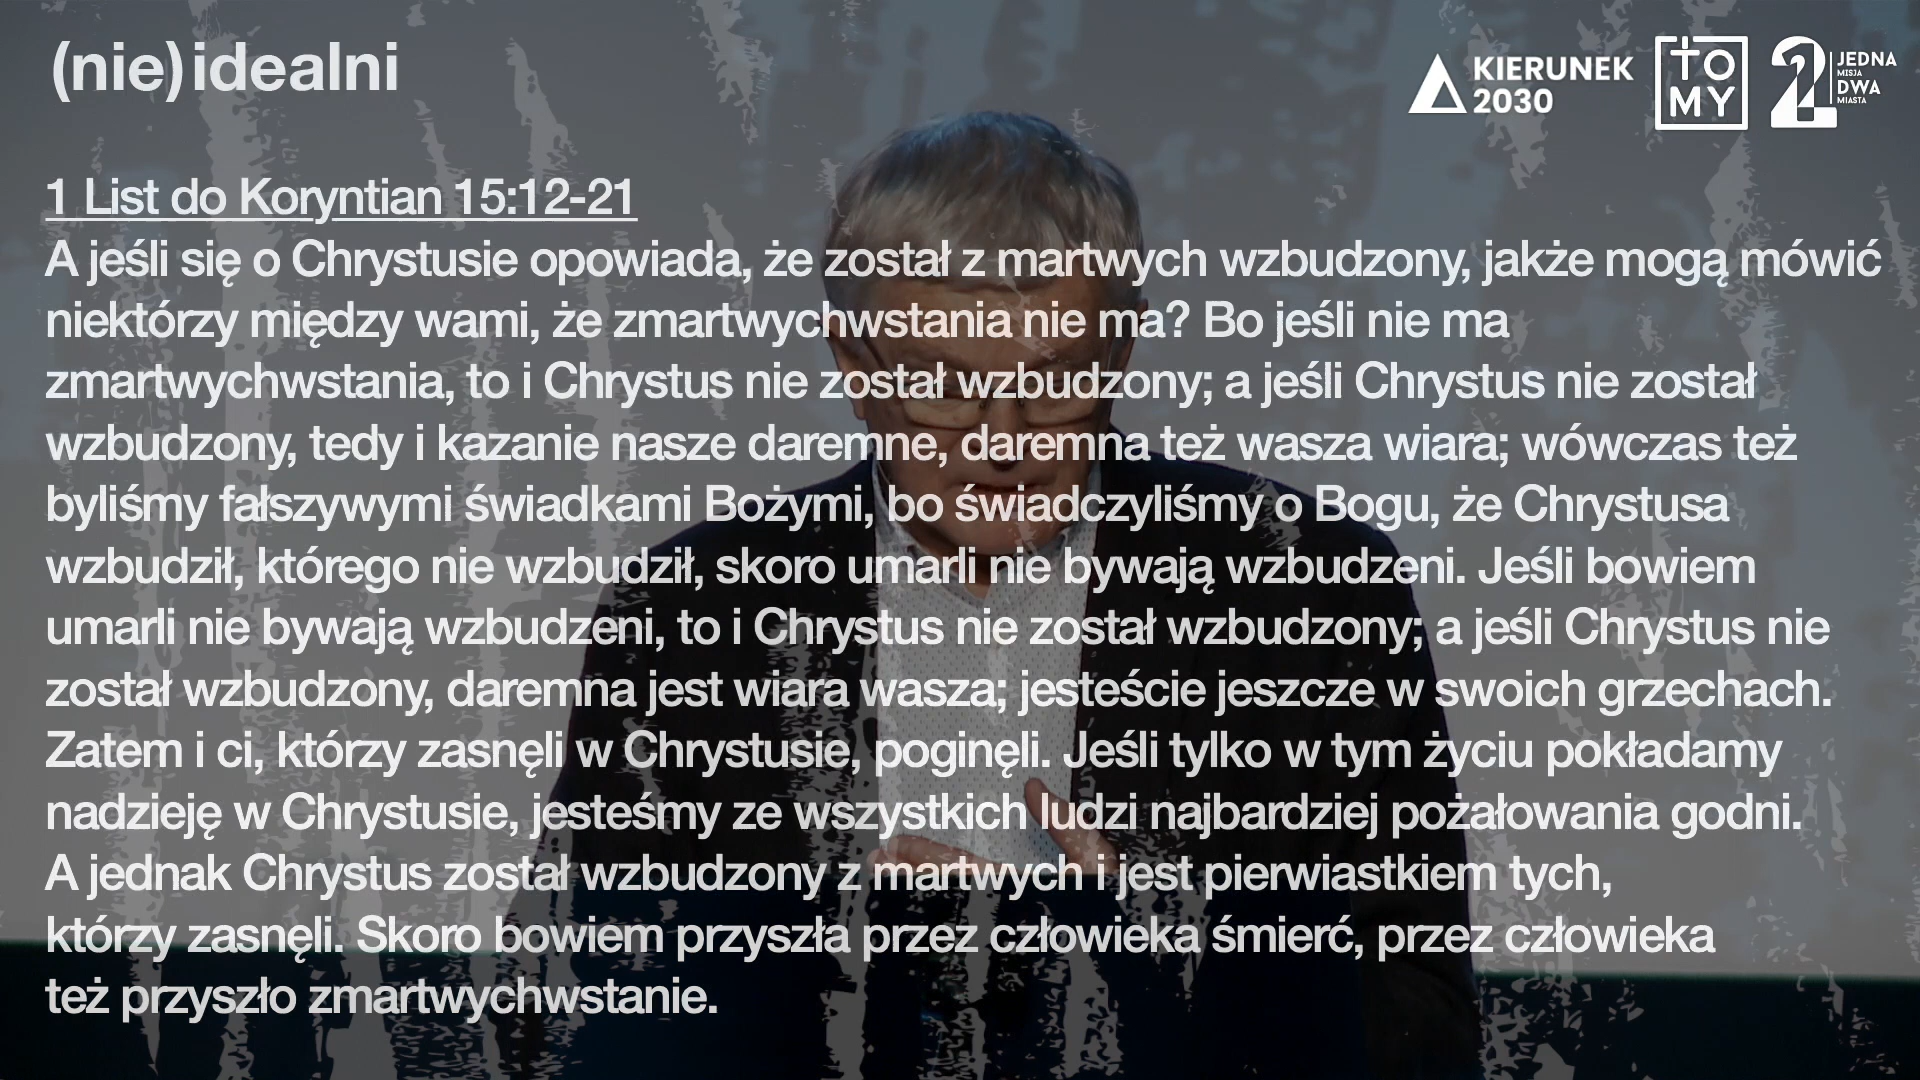 (nie)idealni
KIERUNEK
2030
TO
MY
2
JEDNA
MISJA
DWA
MIASTA
1 List do Koryntian 15:12-21
A jeśli się o Chrystusie opowiada, że został z martwych wzbudzony, jakże mogą mówić
niektórzy między wami, że zmartwychwstania nie ma? Bo jeśli nie ma
zmartwychwstania, to i Chrystus nie został wzbudzony; a jeśli Chrystus nie został
wzbudzony, tedy i kazanie nasze daremne, daremna też wasza wiara; wówczas też
byliśmy fałszywymi świadkami Bożymi, bo świadczyliśmy o Bogu, że Chrystusa
wzbudził, którego nie wzbudził, skoro umarli nie bywają wzbudzeni. Jeśli bowiem
umarli nie bywają wzbudzeni, to i Chrystus nie został wzbudzony; a jeśli Chrystus nie
został wzbudzony, daremna jest wiara wasza; jesteście jeszcze w swoich grzechach.
Zatem i ci, którzy zasnęli w Chrystusie, poginęli. Jeśli tylko w tym życiu pokładamy
nadzieję w Chrystusie, jesteśmy ze wszystkich ludzi najbardziej pożałowania godni.
A jednak Chrystus został wzbudzony z martwych i jest pierwiastkiem tych,
którzy zasnęli. Skoro bowiem przyszła przez człowieka śmierć, przez człowieka
też przyszło zmartwychwstanie.